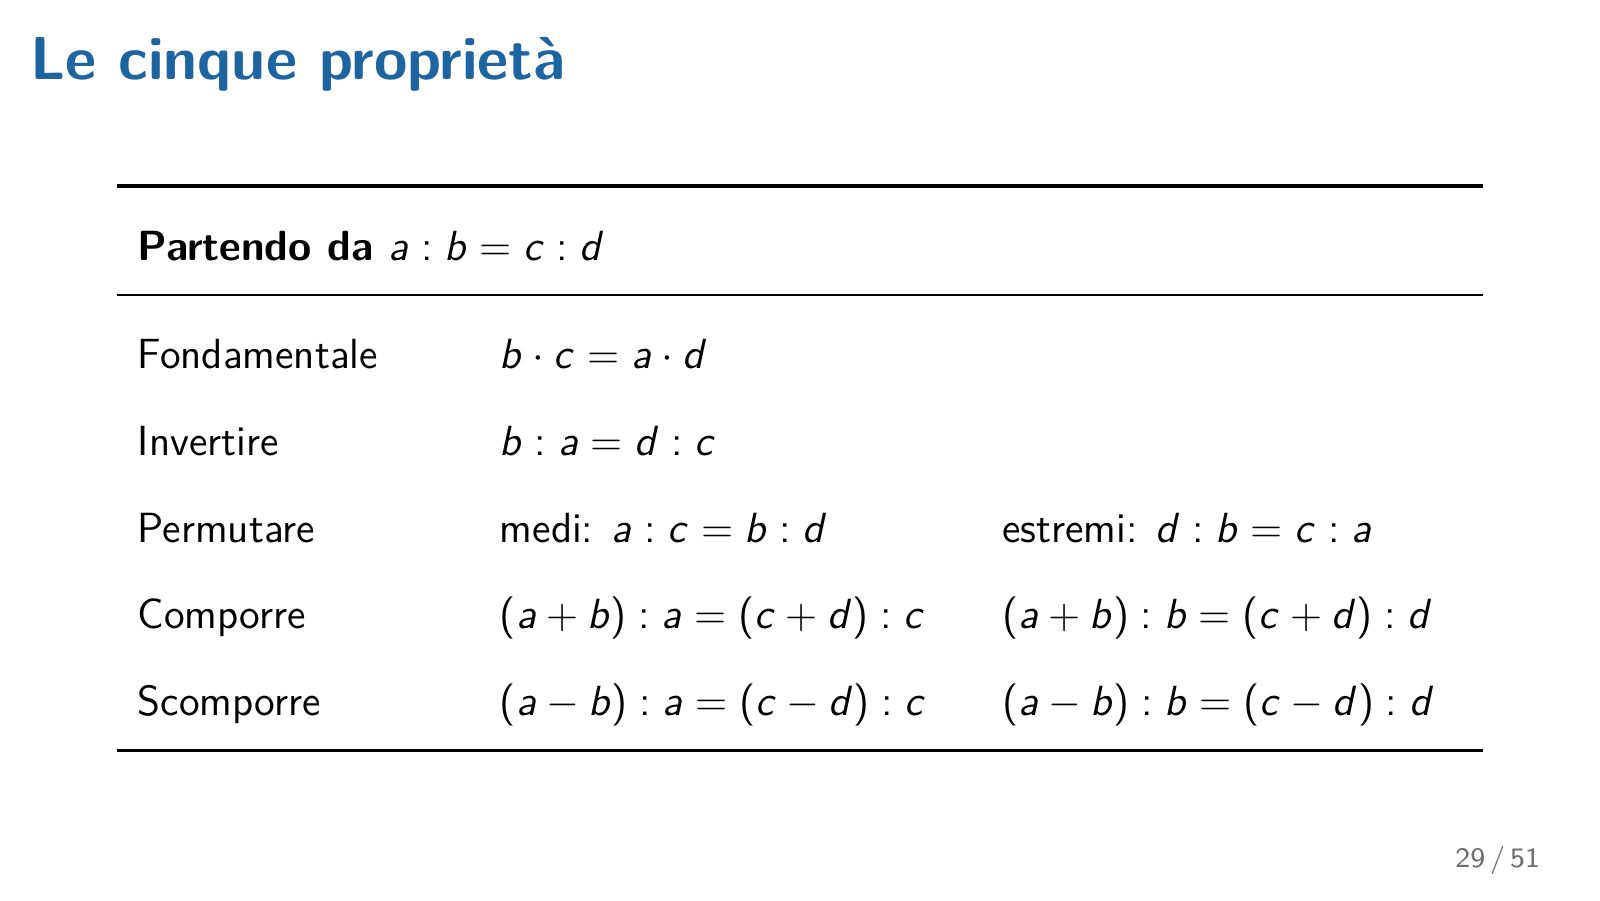 Le cinque proprietà
Partendo da a : b = c : d
Fondamentale b · c = a · d
Invertire b : a = d : c
Permutare medi: a : c = b : d estremi: d : b = c : a
Comporre (a + b) : a = (c + d) : c (a + b) : b = (c + d) : d
Scomporre (a − b) : a = (c − d) : c (a − b) : b = (c − d) : d
29 / 51